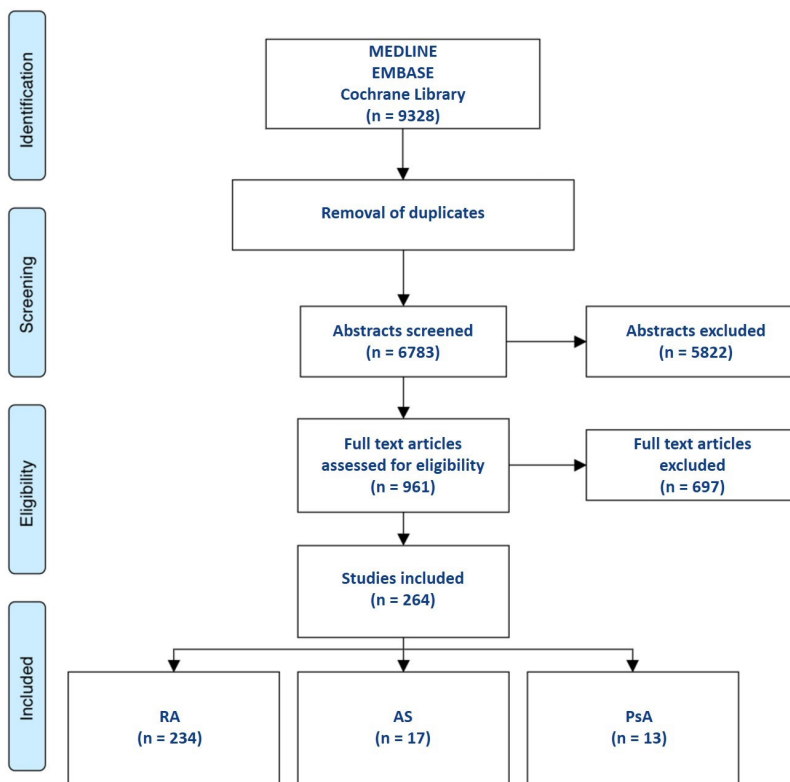 Identification
MEDLINE
EMBASE
Cochrane Library
(n = 9328)
Removal of duplicates
Screening
Abstracts screened
(n = 6783)
Abstracts excluded
(n = 5822)
Eligibility
Full text articles
assessed for eligibility
(n = 961)
Full text articles
excluded
(n = 697)
Studies included
(n = 264)
Included
RA
(n = 234)
AS
(n = 17)
PsA
(n = 13)